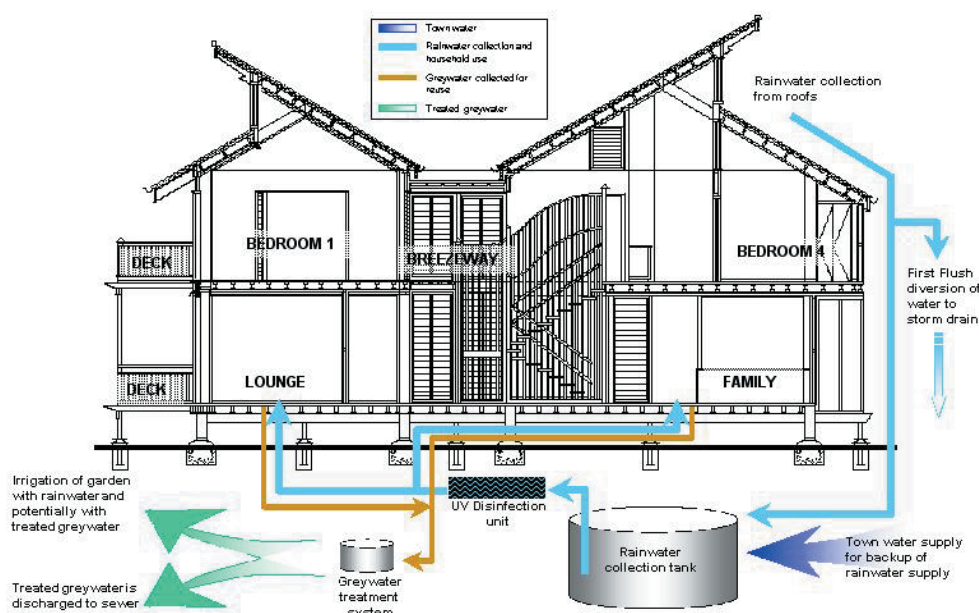 Town water
Rainwater collection and
household use
Greywater collected for
reuse
Treated greywater
Rainwater collection
from roofs
BEDROOM 1
BREEZEWAY
BEDROOM 4
DECK
First Flush
diversion of
water to
storm drain
LOUNGE
FAMILY
DECK
Irrigation of garden
with rainwater and
potentially with
treated greywater
UV Disinfection
unit
Rainwater
collection tank
Town water supply
for backup of
rainwater supply
Treated greywater is
discharged to sewer
Greywater
treatment
system